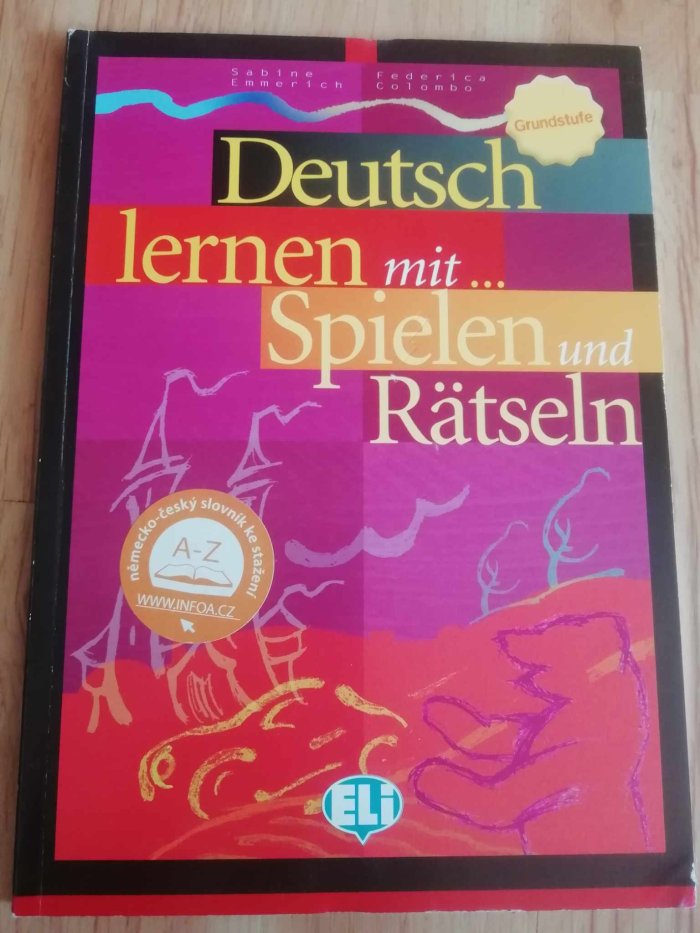 Sabine Federica
Emmerich Colombo
Grundstufe
Deutsch
lernen mit...
Spielen und
Rätseln
německo-český slovník ke stažení
A-Z
WWW.INFOA.CZ
ELi